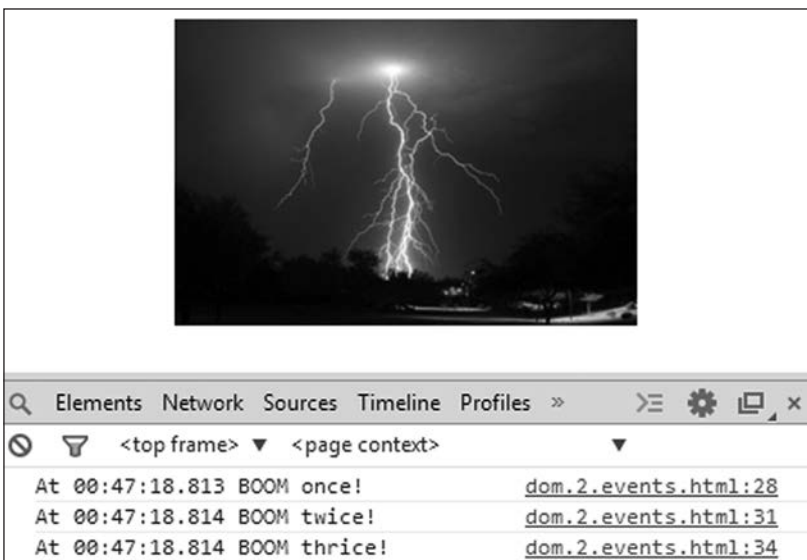 Elements Network Sources Timeline Profiles »
<top frame> ▼ <page context> ▼
At 00:47:18.813 BOOM once! dom.2.events.html:28
At 00:47:18.814 BOOM twice! dom.2.events.html:31
At 00:47:18.814 BOOM thrice! dom.2.events.html:34